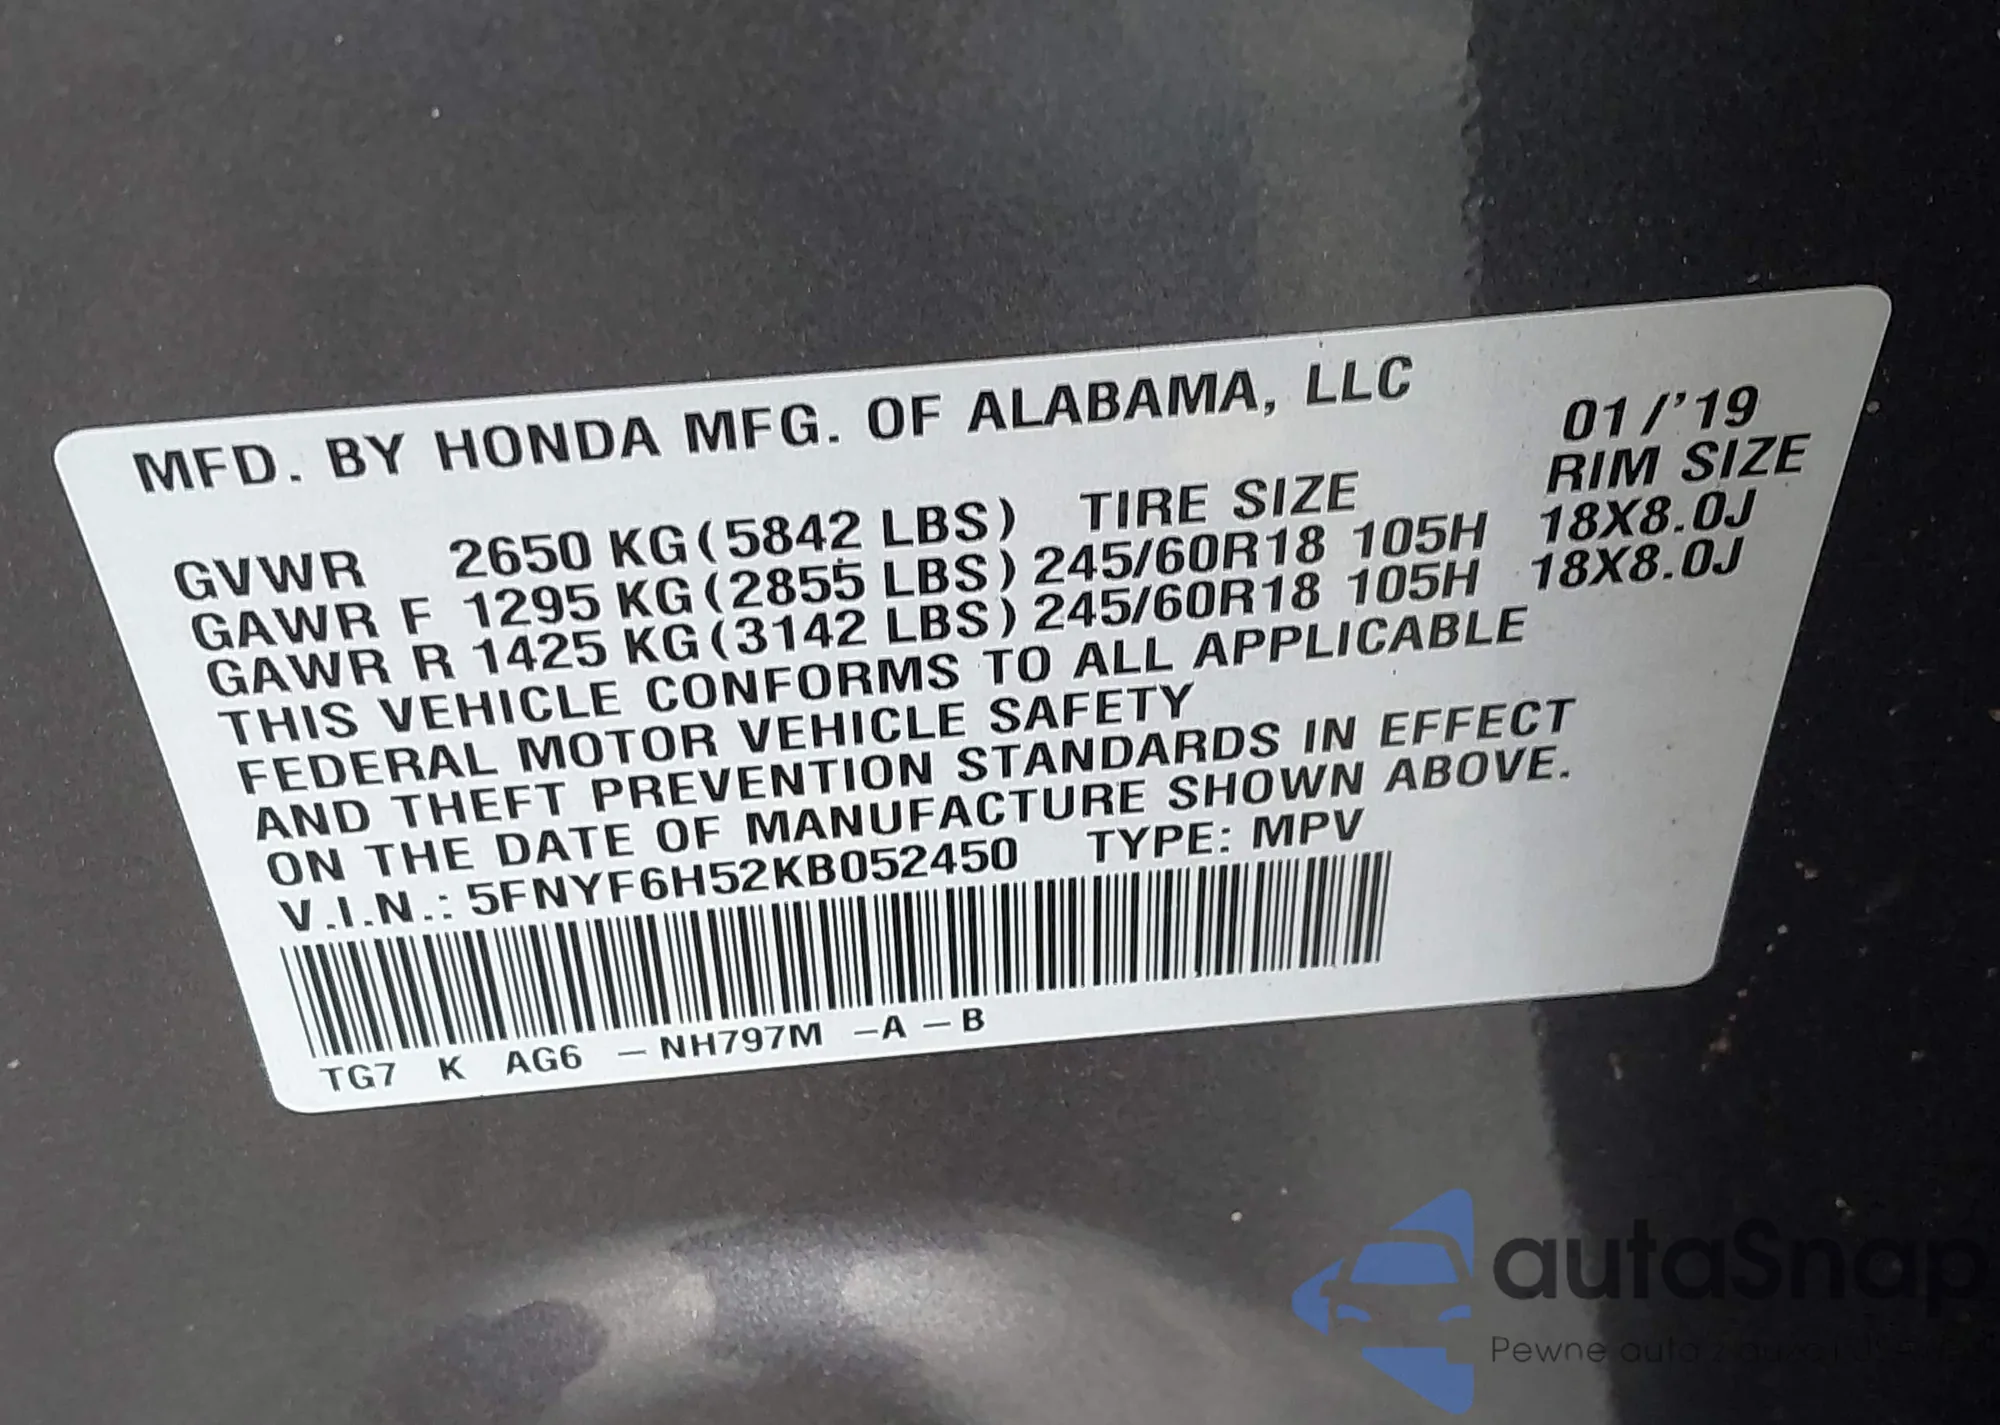 MFD. BY HONDA MFG. OF ALABAMA, LLC 01/'19
TIRE SIZE RIM SIZE
GVWR 2650 KG(5842 LBS)
GAWR F 1295 KG(2855 LBS) 245/60R18 105H 18X8.0J
GAWR R 1425 KG(3142 LBS) 245/60R18 105H 18X8.0J
THIS VEHICLE CONFORMS TO ALL APPLICABLE
FEDERAL MOTOR VEHICLE SAFETY
AND THEFT PREVENTION STANDARDS IN EFFECT
ON THE DATE OF MANUFACTURE SHOWN ABOVE.
V.I.N.: 5FNYF6H52KB052450 TYPE: MPV
TG7 K AG6 – NH797M –A – B
autaSnap
Pewne auta z